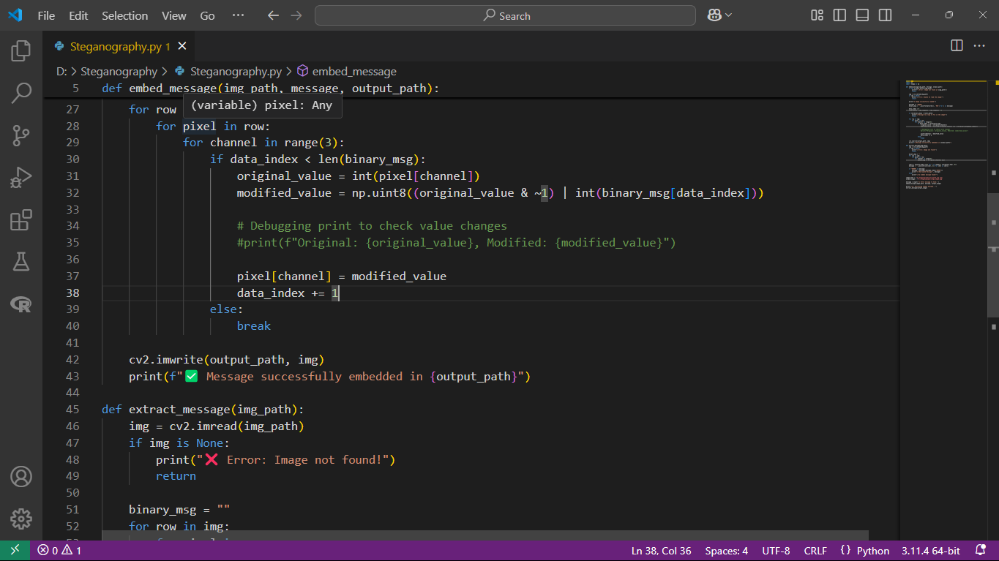 File Edit Selection View Go ··· Search
Steganography.py 1
D: > Steganography > Steganography.py > embed_message
5 def embed_message(img_path, message, output_path):
(variable) pixel: Any
27 for row
28 for pixel in row:
29 for channel in range(3):
30 if data_index < len(binary_msg):
31 original_value = int(pixel[channel])
32 modified_value = np.uint8((original_value & ~1) | int(binary_msg[data_index]))
33
34 # Debugging print to check value changes
35 #print(f"Original: {original_value}, Modified: {modified_value}")
36
37 pixel[channel] = modified_value
38 data_index += 1
39 else:
40 break
41
42 cv2.imwrite(output_path, img)
43 print(f"✅ Message successfully embedded in {output_path}")
44
45 def extract_message(img_path):
46 img = cv2.imread(img_path)
47 if img is None:
48 print("❌ Error: Image not found!")
49 return
50
51 binary_msg = ""
52 for row in img:
0 1 Ln 38, Col 36 Spaces: 4 UTF-8 CRLF {} Python 3.11.4 64-bit